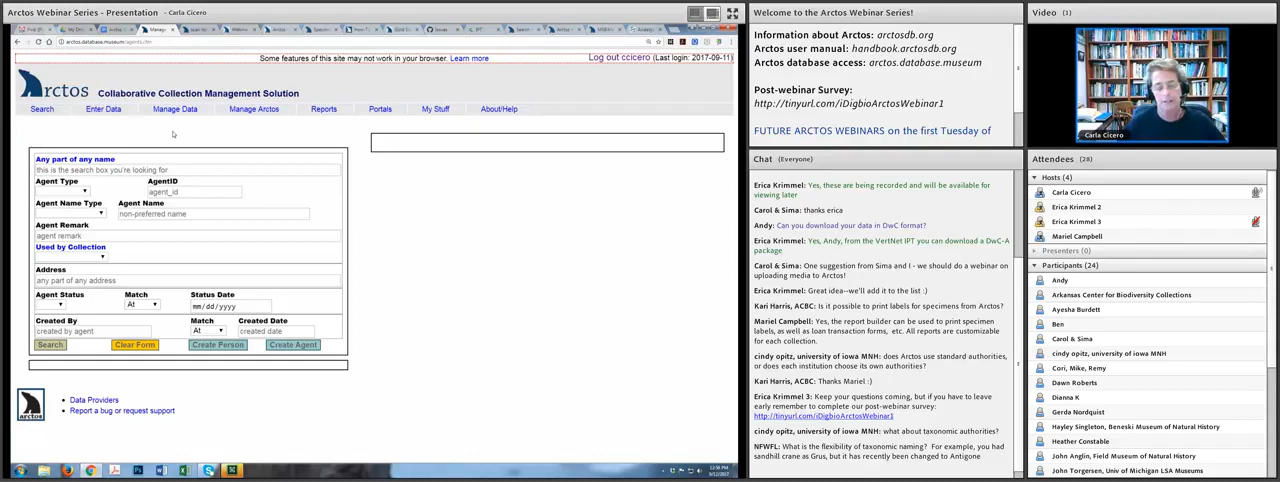 Arctos Webinar Series - Presentation - Carla Cicero
arctos.database.museum/agents.cfm
Some features of this site may not work in your browser. Learn more
Log out ccicero (Last login: 2017-09-11)
Arctos Collaborative Collection Management Solution
Search Enter Data Manage Data Manage Arctos Reports Portals My Stuff About/Help
Any part of any name
this is the search box you're looking for
Agent Type AgentID
agent_id
Agent Name Type Agent Name
non-preferred name
Agent Remark
agent remark
Used by Collection
Address
any part of any address
Agent Status Match Status Date
At mm/dd/yyyy
Created By Match Created Date
created by agent At created date
Search Clear Form Create Person Create Agent
arctos
Data Providers
Report a bug or request support
12:58 PM
9/12/2017
Welcome to the Arctos Webinar Series!
Information about Arctos: arctosdb.org
Arctos user manual: handbook.arctosdb.org
Arctos database access: arctos.database.museum
Post-webinar Survey:
http://tinyurl.com/iDigbioArctosWebinar1
FUTURE ARCTOS WEBINARS on the first Tuesday of
Chat (Everyone)
Erica Krimmel: Yes, these are being recorded and will be available for
viewing later
Carol & Sima: thanks erica
Andy: Can you download your data in DwC format?
Erica Krimmel: Yes, Andy, from the VertNet IPT you can download a DwC-A
package
Carol & Sima: One suggestion from Sima and I - we should do a webinar on
uploading media to Arctos!
Erica Krimmel: Great idea--we'll add it to the list :)
Kari Harris, ACBC: Is it possible to print labels for specimens from Arctos?
Mariel Campbell: Yes, the report builder can be used to print specimen
labels, as well as loan transaction forms, etc. All reports are customizable
for each collection.
cindy opitz, university of iowa MNH: does Arctos use standard authorities,
or does each institution choose its own authorities?
Kari Harris, ACBC: Thanks Mariel :)
Erica Krimmel 3: Keep your questions coming, but if you have to leave
early remember to complete our post-webinar survey:
http://tinyurl.com/iDigbioArctosWebinar1
cindy opitz, university of iowa MNH: what about taxonomic authorities?
NFWFL: What is the flexibility of taxonomic naming? For example, you had
sandhill crane as Grus, but it has recently been changed to Antigone
Video (1)
Carla Cicero
Attendees (28)
Hosts (4)
Carla Cicero
Erica Krimmel 2
Erica Krimmel 3
Mariel Campbell
Presenters (0)
Participants (24)
Andy
Arkansas Center for Biodiversity Collections
Ayesha Burdett
Ben
Carol & Sima
cindy opitz, university of iowa MNH
Cori, Mike, Remy
Dawn Roberts
Dianna K
Gerda Nordquist
Hayley Singleton, Beneski Museum of Natural History
Heather Constable
John Anglin, Field Museum of Natural History
John Torgersen, Univ of Michigan LSA Museums